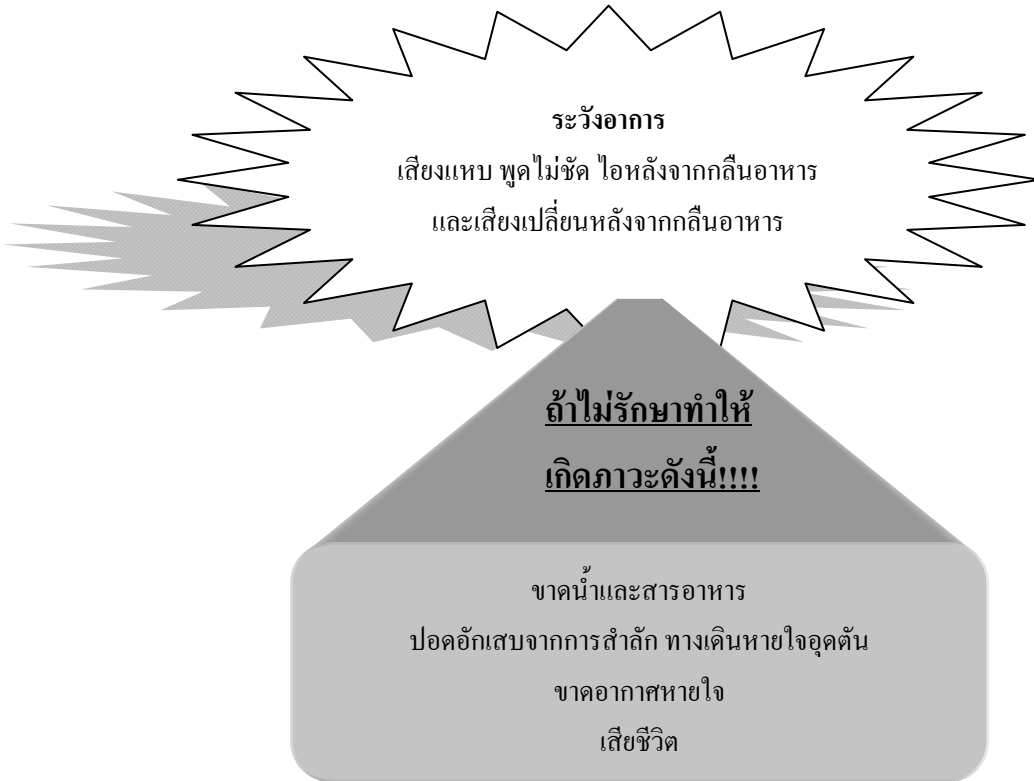 ระวังอาการ
เสียงแหบ พูดไม่ชัด ไอหลังจากกลืนอาหาร
และเสียงเปลี่ยนหลังจากกลืนอาหาร
ถ้าไม่รักษาทำให้
เกิดภาวะดังนี้!!!!
ขาดน้ำและสารอาหาร
ปอดอักเสบจากการสำลัก ทางเดินหายใจอุดตัน
ขาดอากาศหายใจ
เสียชีวิต